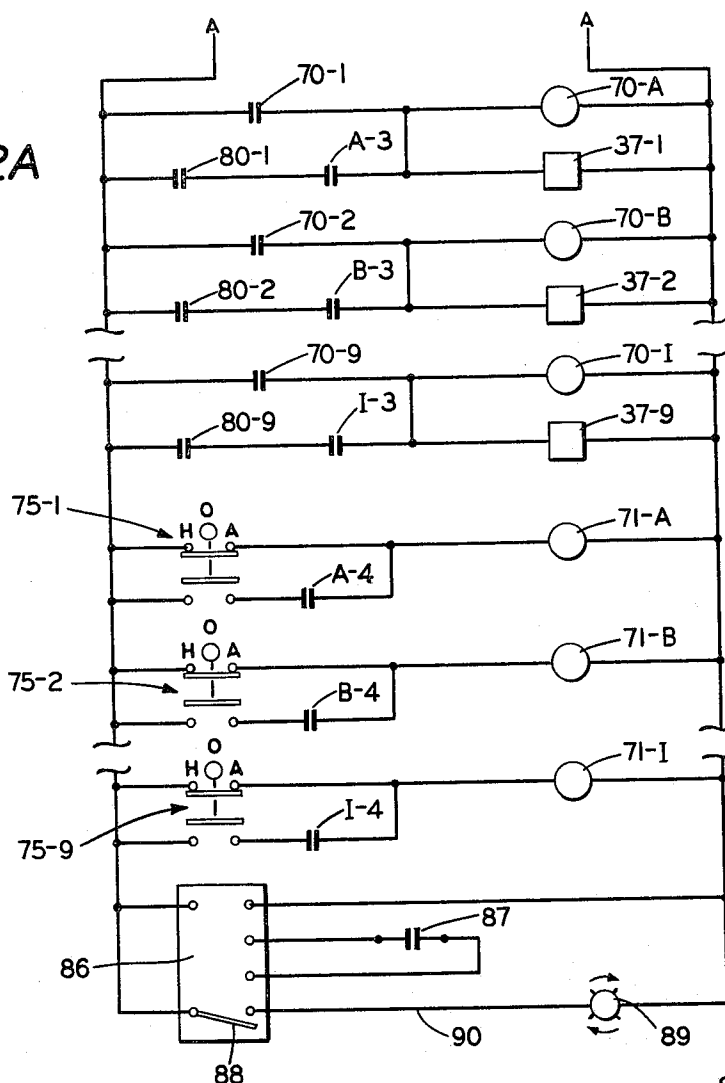 A A
70-1 70-A
2A
80-1 A-3 37-1
70-2 70-B
80-2 B-3 37-2
70-9 70-I
80-9 I-3 37-9
75-1 O
H A 71-A
A-4
O
H A 71-B
75-2
B-4
O
H A 71-I
75-9 I-4
87
86
88 90 89